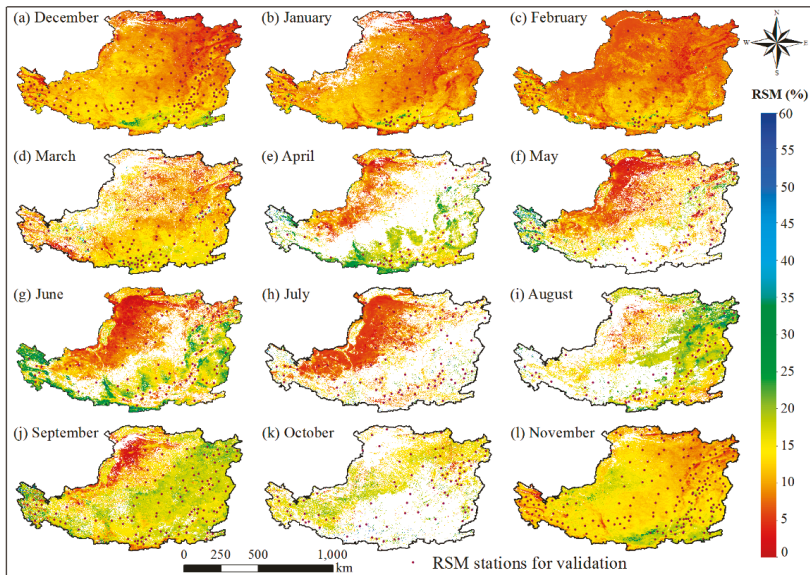 (a) December
(b) January
(c) February
N
W
E
S
RSM (%)
60
55
50
45
40
35
30
25
20
15
10
5
0
(d) March
(e) April
(f) May
(g) June
(h) July
(i) August
(j) September
(k) October
(l) November
0 250 500 1,000
km
RSM stations for validation